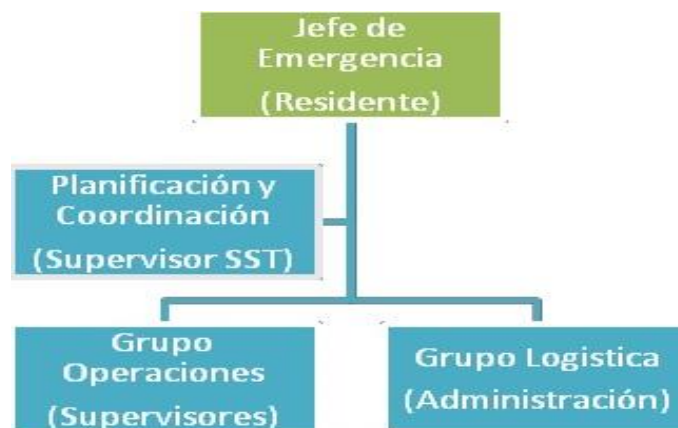 Jefe de
Emergencia
(Residente)
Planificación y
Coordinación
(Supervisor SST)
Grupo
Operaciones
(Supervisores)
Grupo Logistica
(Administración)